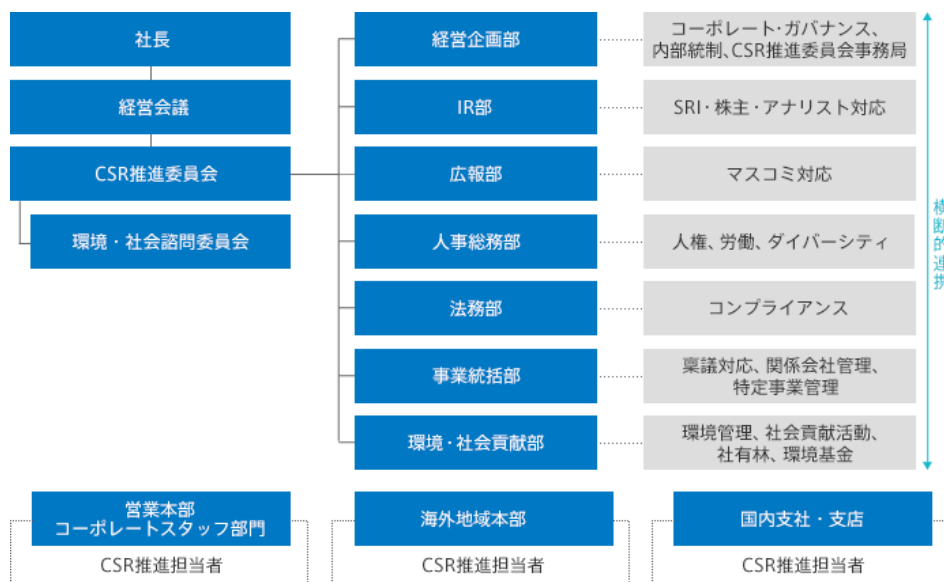 社長
経営会議
CSR推進委員会
環境・社会諮問委員会
経営企画部
コーポレート・ガバナンス、
内部統制、CSR推進委員会事務局
IR部
SRI・株主・アナリスト対応
広報部
マスコミ対応
人事総務部
人権、労働、ダイバーシティ
法務部
コンプライアンス
事業統括部
稟議対応、関係会社管理、
特定事業管理
環境・社会貢献部
環境管理、社会貢献活動、
社有林、環境基金
横断的連携
営業本部
コーポレートスタッフ部門
CSR推進担当者
海外地域本部
CSR推進担当者
国内支社・支店
CSR推進担当者